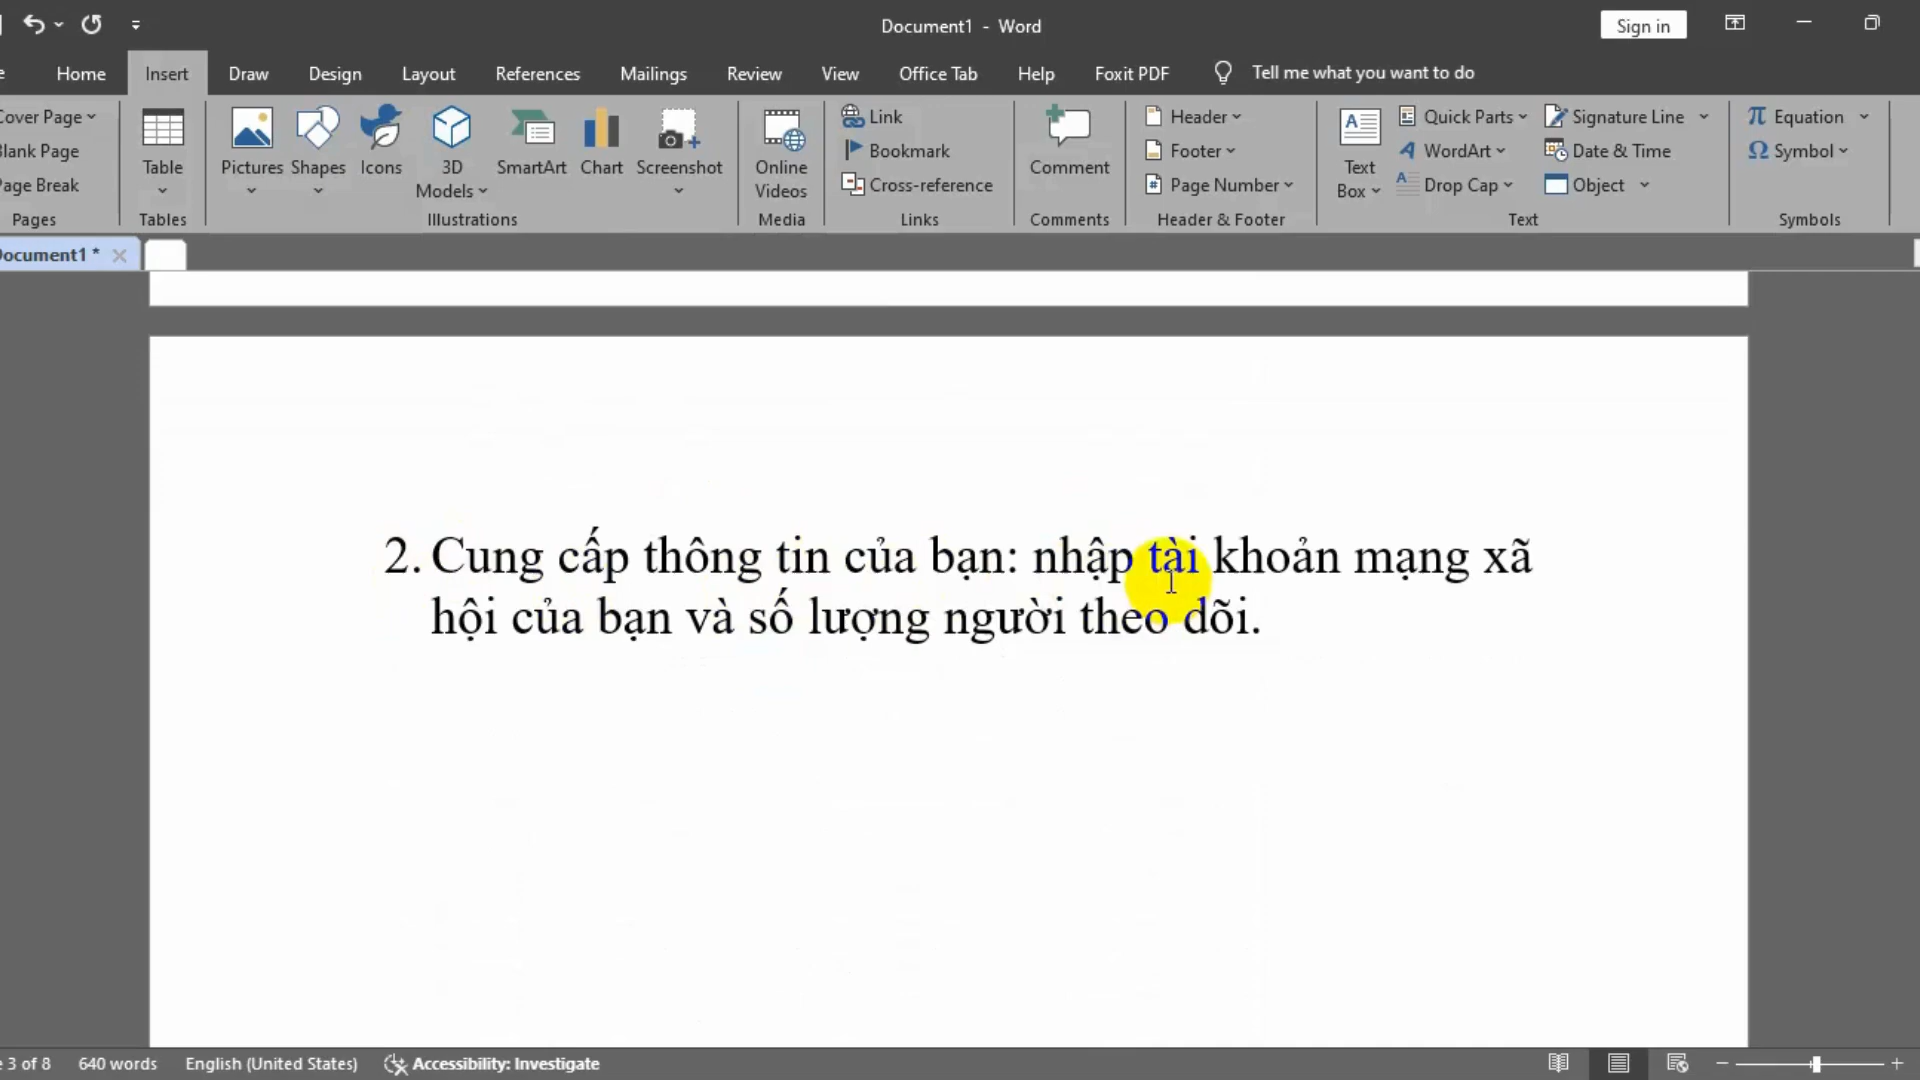 Document1 - Word
Sign in
Home Insert Draw Design Layout References Mailings Review View Office Tab Help Foxit PDF Tell me what you want to do
Page
Page Break
Pages
Table
Tables
Pictures
Shapes
Icons
3D
Models
SmartArt
Chart
Screenshot
Illustrations
Online
Videos
Media
Link
Bookmark
Cross-reference
Links
Comment
Comments
Header
Footer
Page Number
Header & Footer
Text
Box
Quick Parts
WordArt
Drop Cap
Signature Line
Date & Time
Object
Text
Equation
Symbol
Symbols
Document1 *
2. Cung cấp thông tin của bạn: nhập tài khoản mạng xã
hội của bạn và số lượng người theo dõi.
3 of 8 640 words English (United States) Accessibility: Investigate